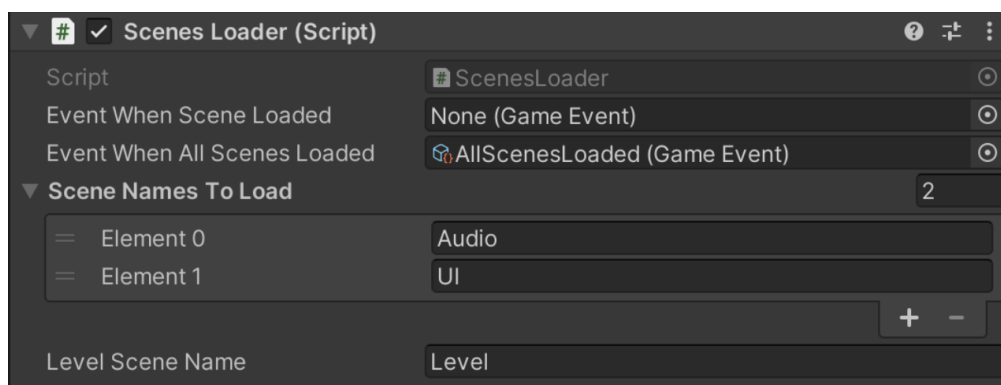 # Scenes Loader (Script)
Script # ScenesLoader
Event When Scene Loaded None (Game Event)
Event When All Scenes Loaded AllScenesLoaded (Game Event)
Scene Names To Load 2
Element 0 Audio
Element 1 UI
+ −
Level Scene Name Level